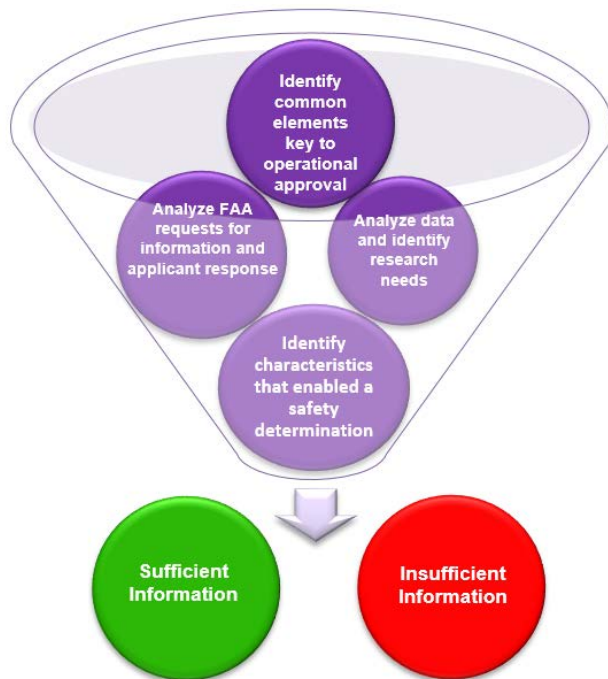 Identify
common
elements
key to
operational
approval
Analyze FAA
requests for
information and
applicant response
Analyze data
and identify
research
needs
Identify
characteristics
that enabled a
safety
determination
Sufficient
Information
Insufficient
Information